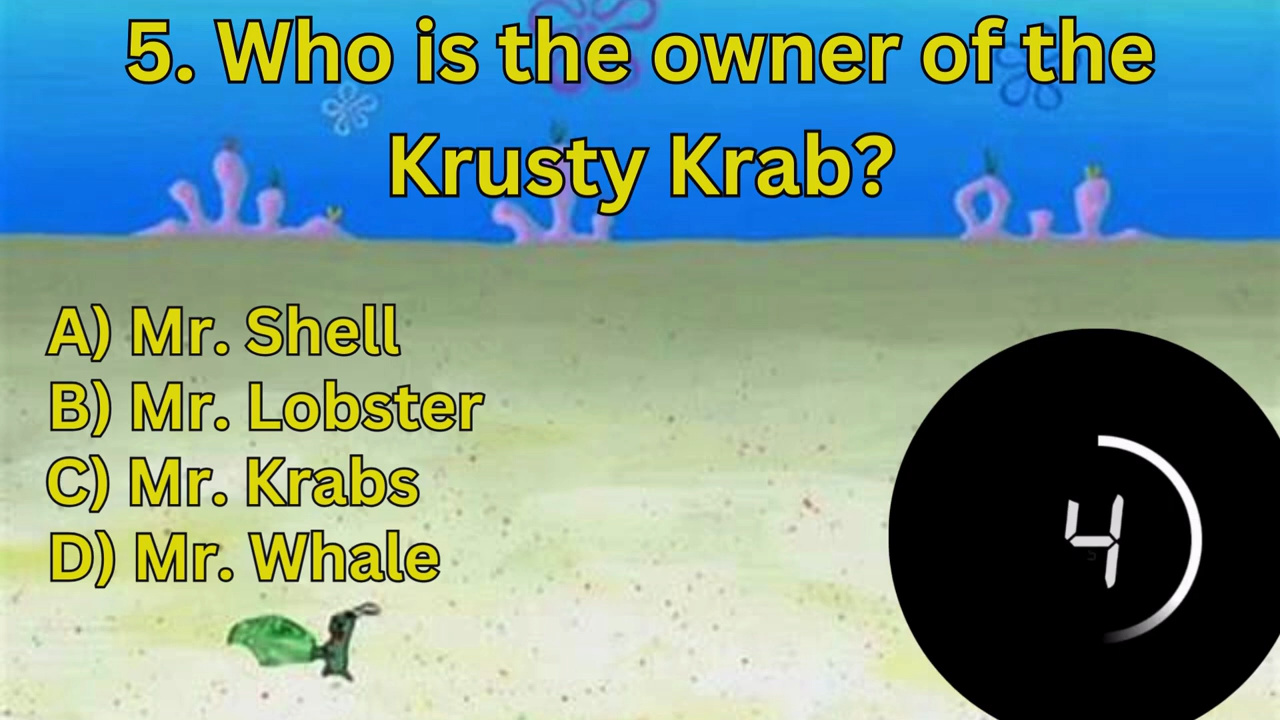 5. Who is the owner of the
Krusty Krab?
A) Mr. Shell
B) Mr. Lobster
C) Mr. Krabs
D) Mr. Whale
4